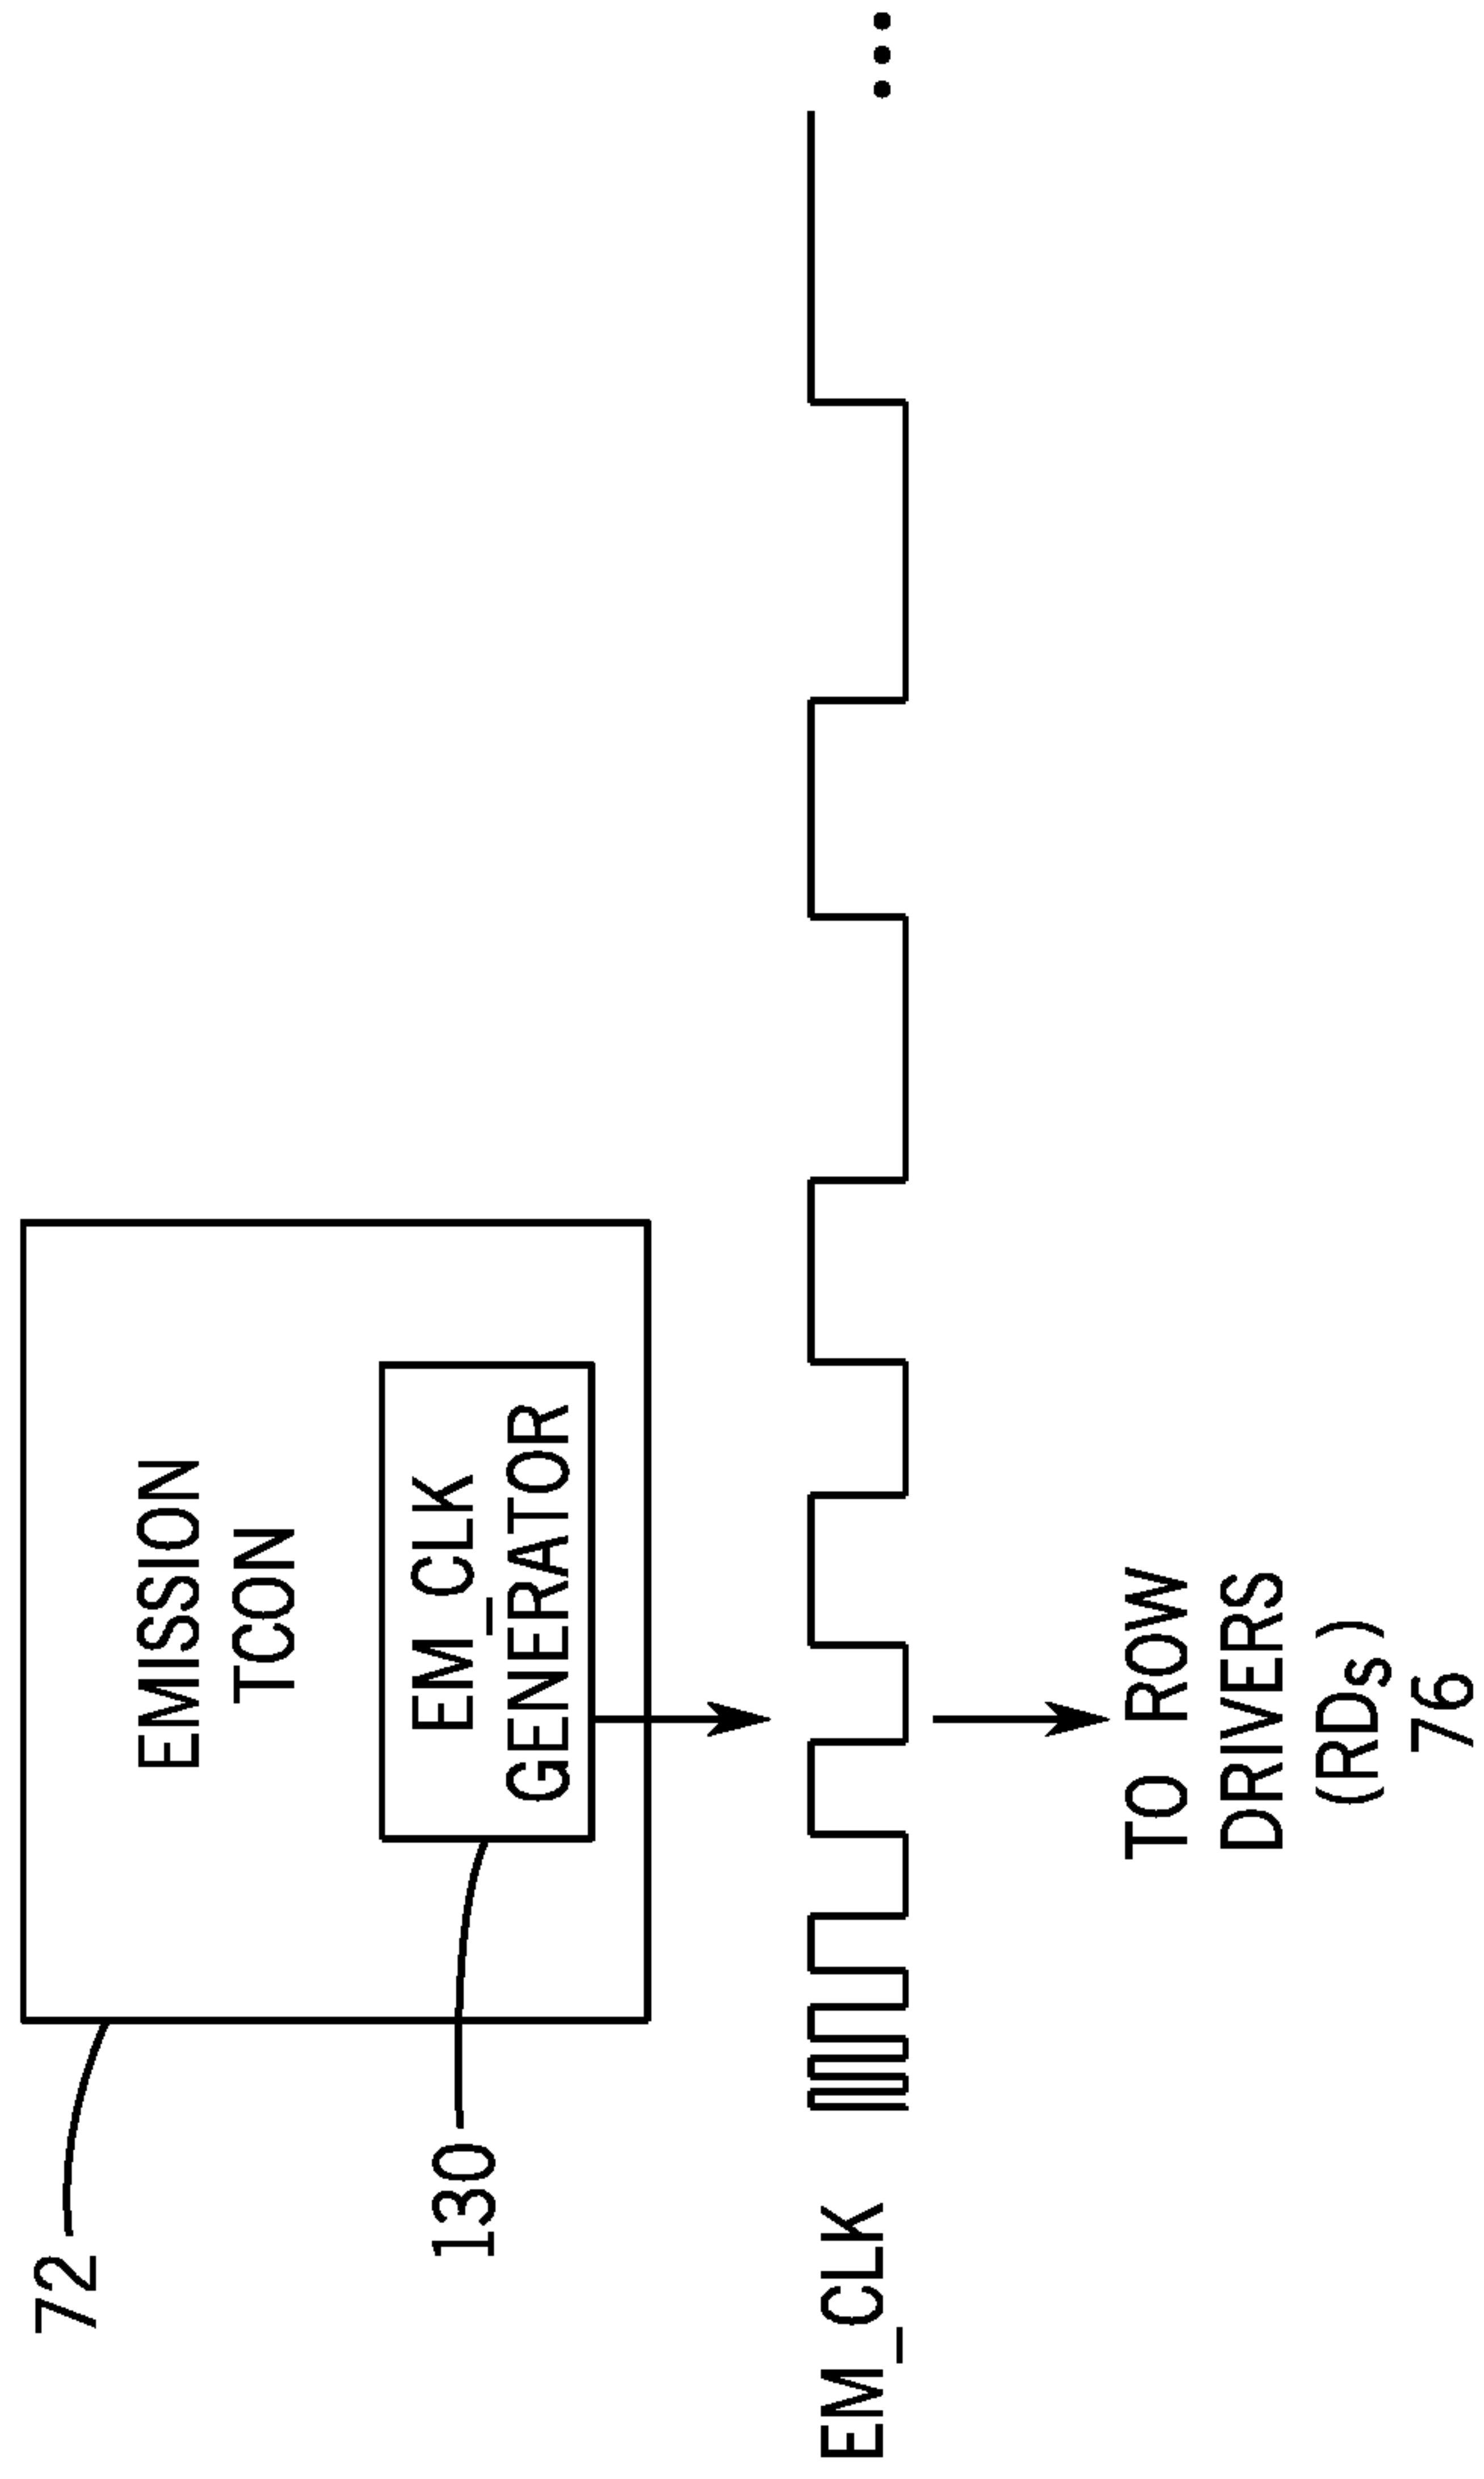 72
EMISSION
TCON
130
EM_CLK
GENERATOR
EM_CLK
TO ROW
DRIVERS
(RDs)
76